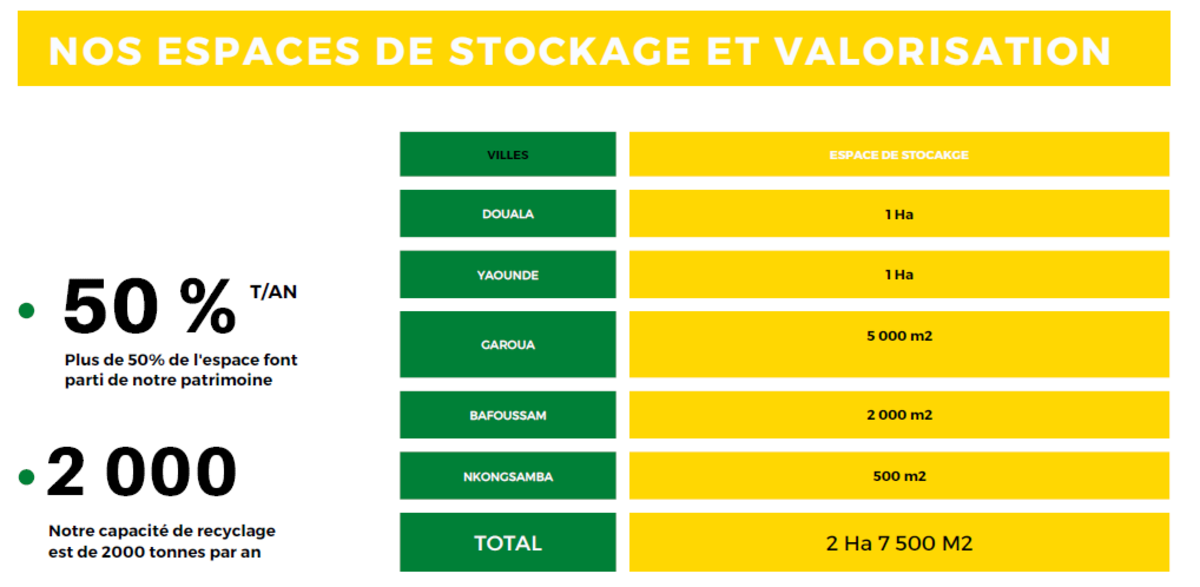 NOS ESPACES DE STOCKAGE ET VALORISATION
VILLES ESPACE DE STOCAKGE
DOUALA 1 Ha
YAOUNDE 1 Ha
GAROUA 5 000 m2
BAFOUSSAM 2 000 m2
NKONGSAMBA 500 m2
TOTAL 2 Ha 7 500 M2
50 % T/AN
Plus de 50% de l'espace font
parti de notre patrimoine
2 000
Notre capacité de recyclage
est de 2000 tonnes par an